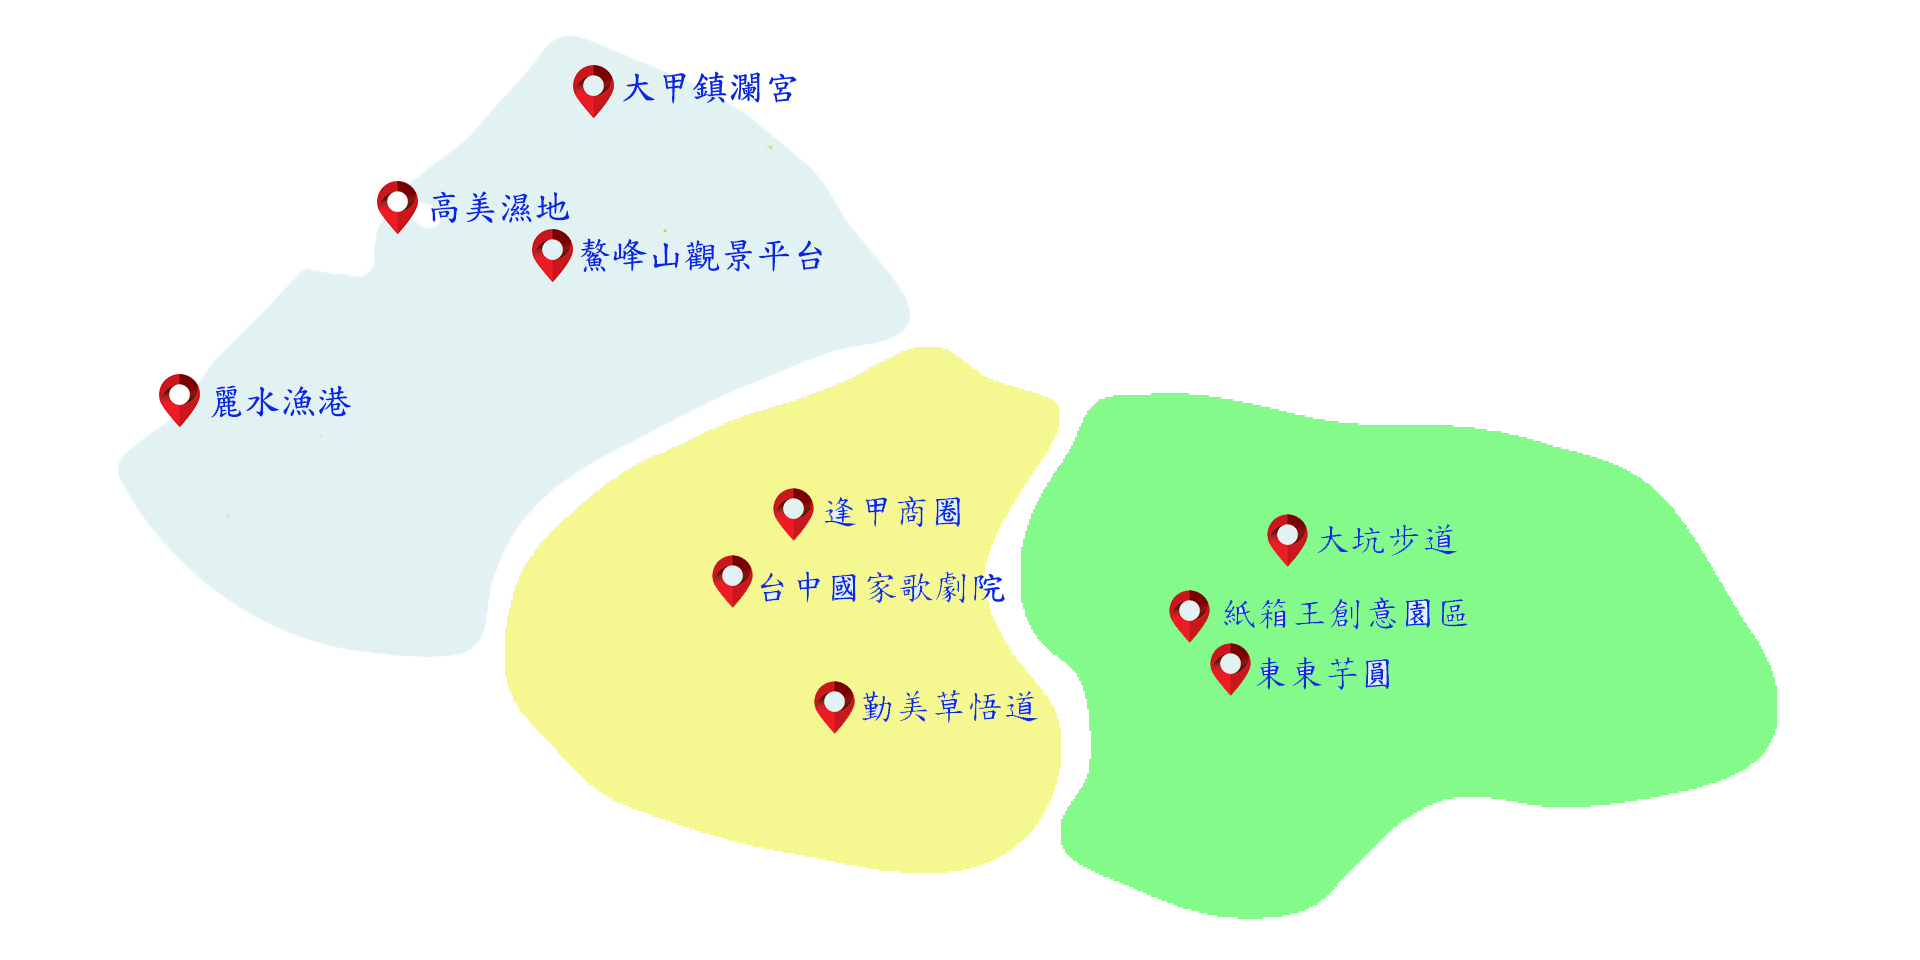 大甲鎮瀾宮
高美濕地
鰲峰山觀景平台
麗水漁港
逢甲商圈
台中國家歌劇院
勤美草悟道
大坑步道
紙箱王創意園區
東東芋圓